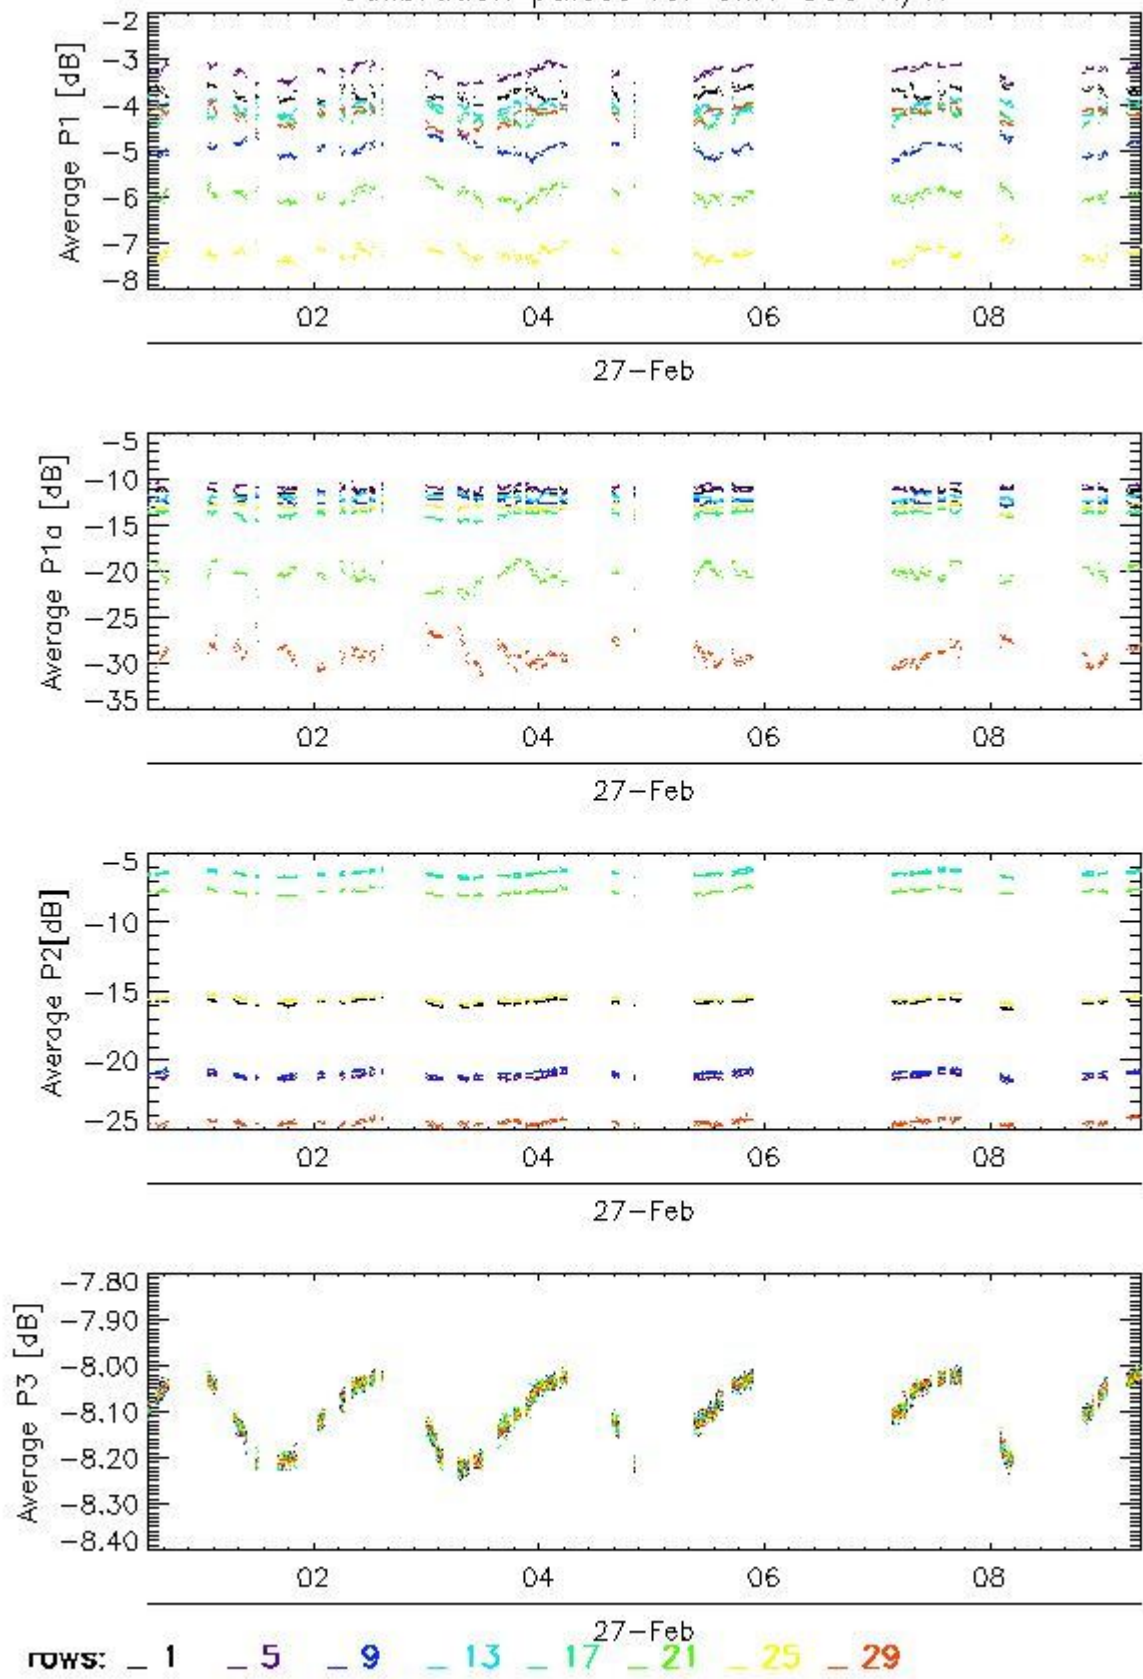 -2
-3
-4
-5
-6
-7
-8
Average P1 [dB]
02 04 06 08
27-Feb
-5
-10
-15
-20
-25
-30
-35
Average P1a [dB]
02 04 06 08
27-Feb
-5
-10
-15
-20
-25
Average P2[dB]
02 04 06 08
27-Feb
-7.80
-7.90
-8.00
-8.10
-8.20
-8.30
-8.40
Average P3 [dB]
02 04 06 08
27-Feb
rows: _ 1 _ 5 _ 9 _ 13 _ 17 _ 21 _ 25 _ 29